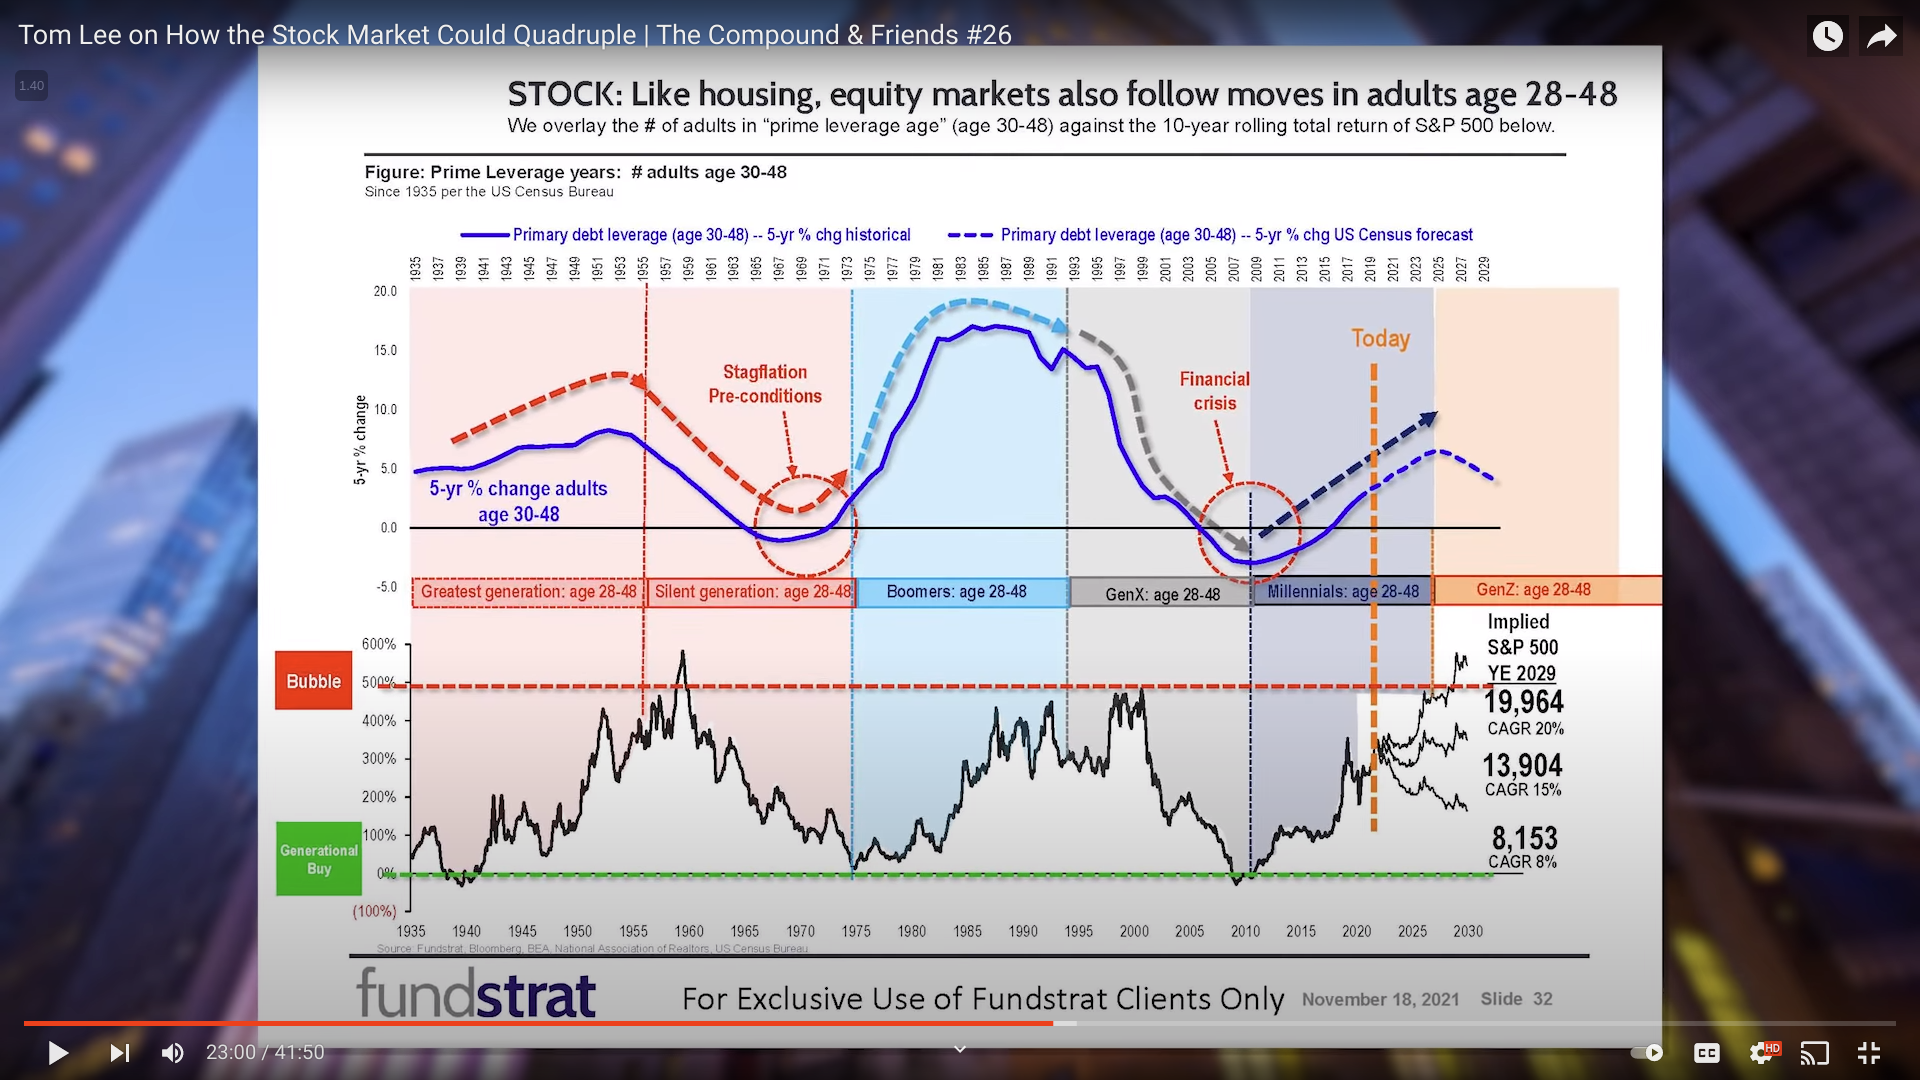 Tom Lee on How the Stock Market Could Quadruple | The Compound & Friends #26
1.40
STOCK: Like housing, equity markets also follow moves in adults age 28-48
We overlay the # of adults in “prime leverage age” (age 30-48) against the 10-year rolling total return of S&P 500 below.
Figure: Prime Leverage years: # adults age 30-48
Since 1935 per the US Census Bureau
Primary debt leverage (age 30-48) -- 5-yr % chg historical
Primary debt leverage (age 30-48) -- 5-yr % chg US Census forecast
1935 1937 1939 1941 1943 1945 1947 1949 1951 1953 1955 1957 1959 1961 1963 1965 1967 1969 1971 1973 1975 1977 1979 1981 1983 1985 1987 1989 1991 1993 1995 1997 1999 2001 2003 2005 2007 2009 2011 2013 2015 2017 2019 2021 2023 2025 2027 2029
20.0
15.0
10.0
5.0
0.0
-5.0
5-yr % change
Today
Stagflation
Pre-conditions
Financial
crisis
5-yr % change adults
age 30-48
Greatest generation: age 28-48
Silent generation: age 28-48
Boomers: age 28-48
GenX: age 28-48
Millennials: age 28-48
GenZ: age 28-48
Implied
S&P 500
YE 2029
19,964
CAGR 20%
13,904
CAGR 15%
8,153
CAGR 8%
Bubble
Generational
Buy
600%
500%
400%
300%
200%
100%
0%
(100%)
1935 1940 1945 1950 1955 1960 1965 1970 1975 1980 1985 1990 1995 2000 2005 2010 2015 2020 2025 2030
Source: Fundstrat, Bloomberg, BEA, National Association of Realtors, US Census Bureau
fundstrat
For Exclusive Use of Fundstrat Clients Only
November 18, 2021 Slide 32
23:00 / 41:50
CC
HD